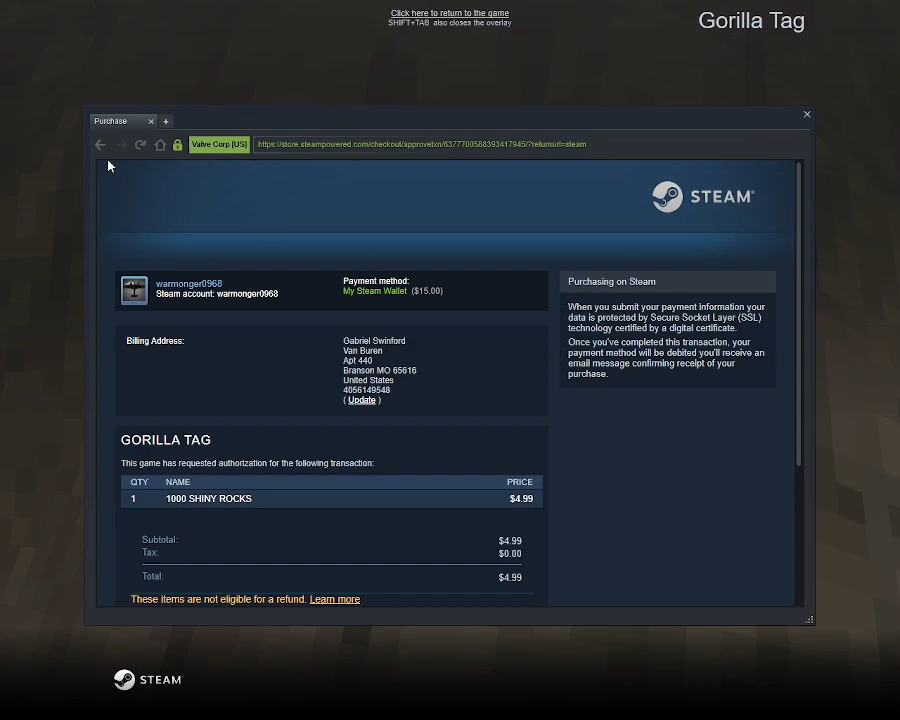 Click here to return to the game
SHIFT+TAB also closes the overlay
Gorilla Tag
Purchase
Valve Corp [US]
https://store.steampowered.com/checkout/approvetxn/6377700588393417945/?returnurl=steam
STEAM®
warmonger0968
Steam account: warmonger0968
Payment method:
My Steam Wallet ($15.00)
Purchasing on Steam
When you submit your payment information your
data is protected by Secure Socket Layer (SSL)
technology certified by a digital certificate.
Once you've completed this transaction, your
payment method will be debited you'll receive an
email message confirming receipt of your
purchase.
Billing Address:
Gabriel Swinford
Van Buren
Apt 440
Branson MO 65616
United States
4056149548
( Update )
GORILLA TAG
This game has requested authorization for the following transaction:
QTY NAME PRICE
1 1000 SHINY ROCKS $4.99
Subtotal: $4.99
Tax: $0.00
Total: $4.99
These items are not eligible for a refund. Learn more
STEAM